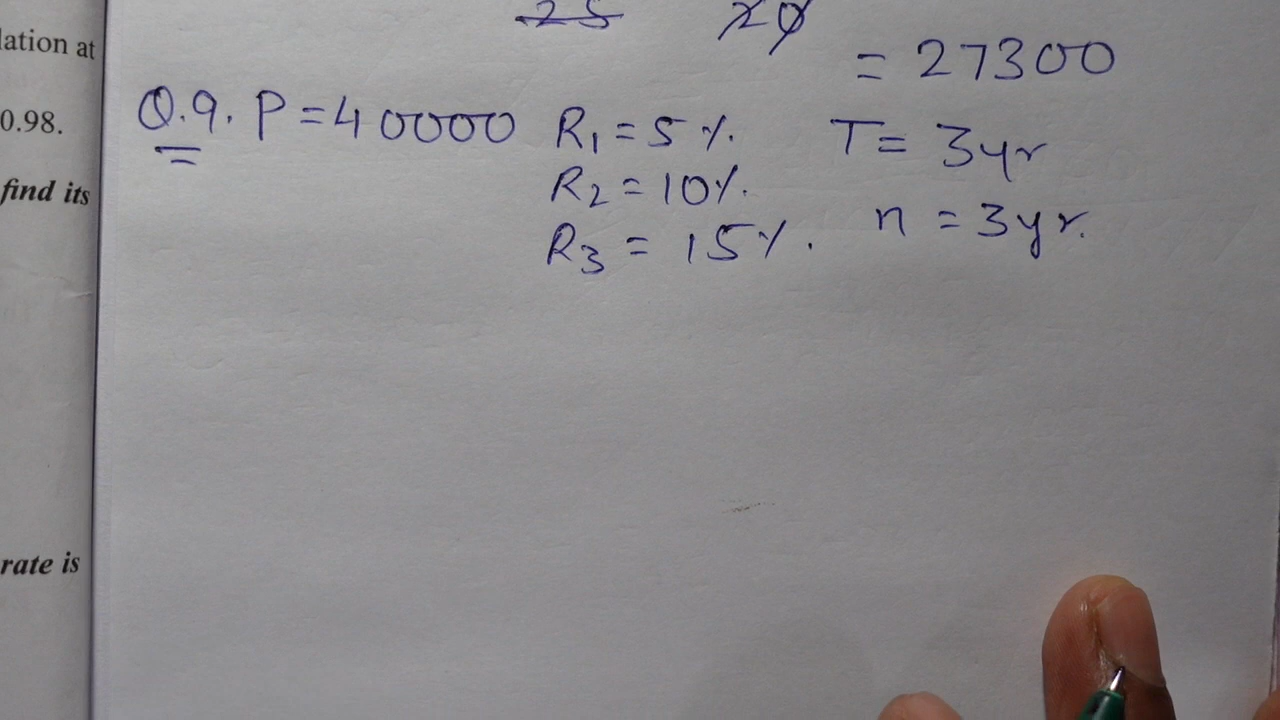 lation at
0.98.
find its
rate is
25 20
= 27300
Q.9. P = 40000 R1 = 5%. T = 3yr
R2 = 10%.
R3 = 15%. n = 3yr.